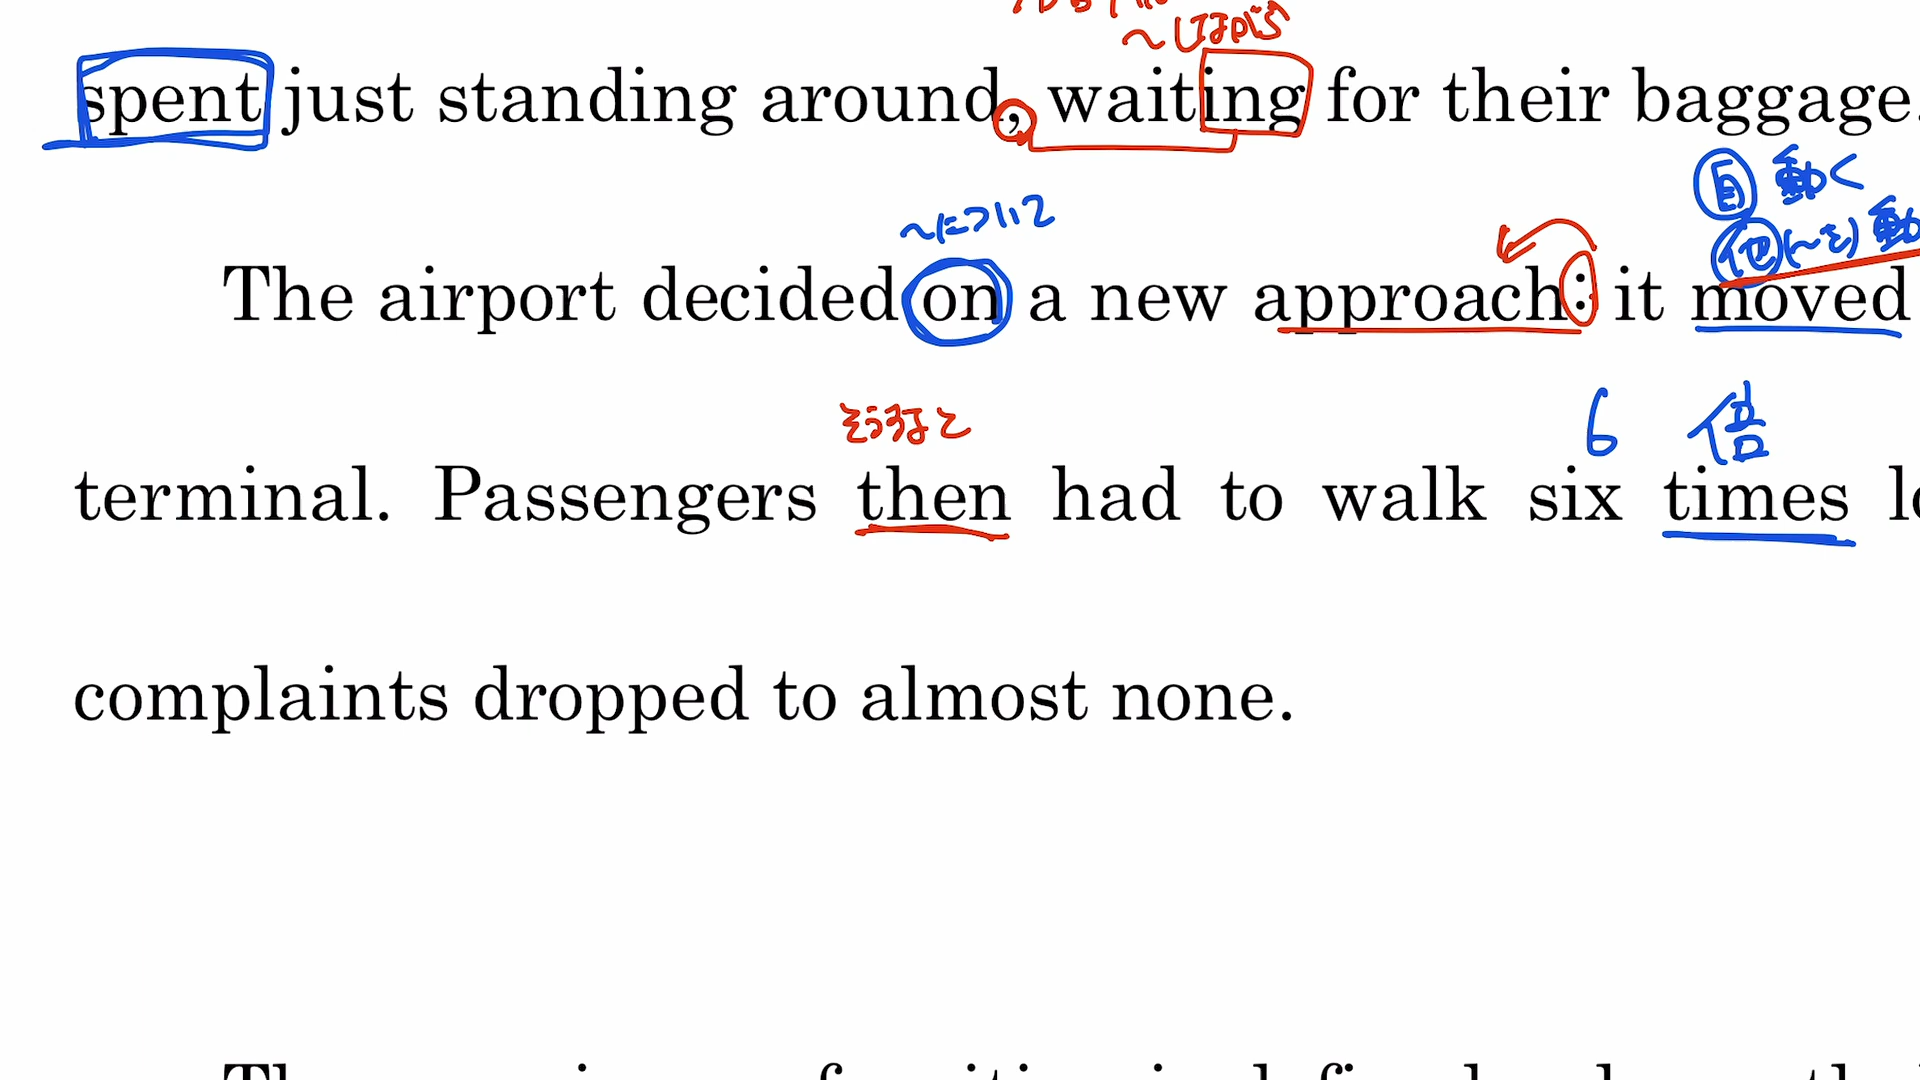 〜しながら
spent just standing around, waiting for their baggage.
自 動く
〜について 他(〜を)動
The airport decided on a new approach: it moved
そうすると 6 倍
terminal. Passengers then had to walk six times
complaints dropped to almost none.